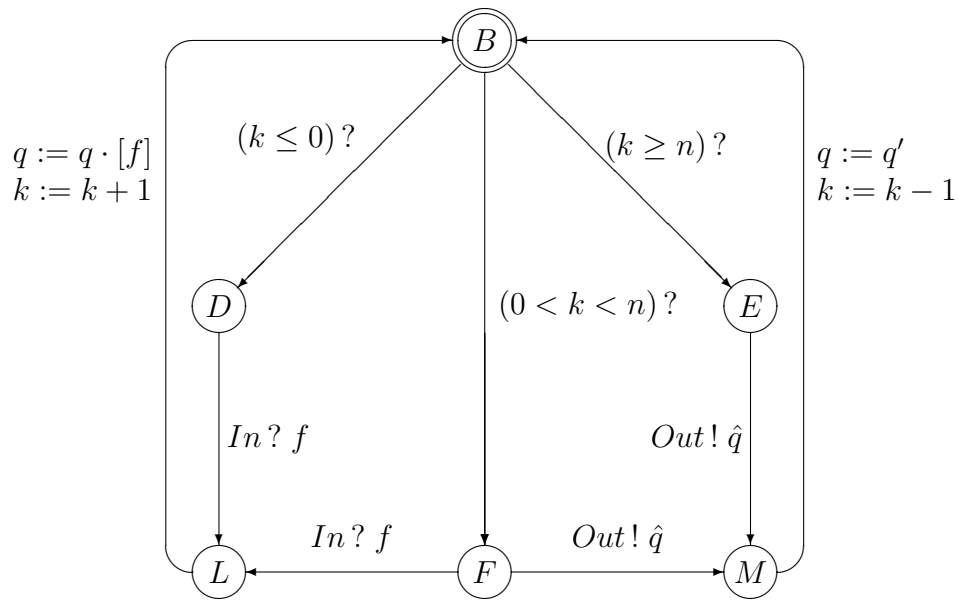 B
(k ≤ 0) ?
(k ≥ n) ?
q := q · [f]
k := k + 1
q := q′
k := k − 1
D
(0 < k < n) ?
E
In ? f
Out ! q̂
In ? f
Out ! q̂
L
F
M